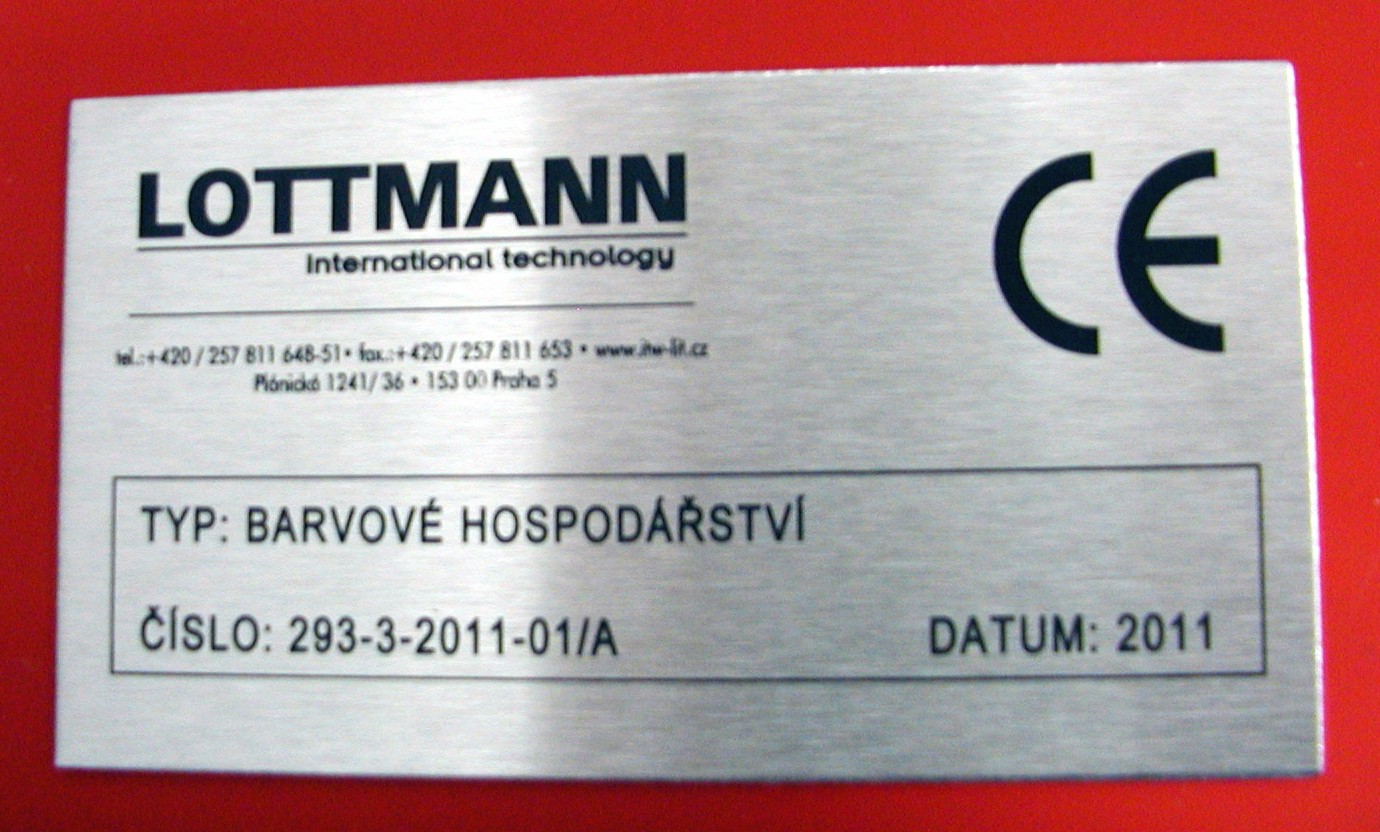 LOTTMANN
CE
International technology
tel.:+420 / 257 811 648-51 • fax.:+420 / 257 811 653 • www.itw-lit.cz
Plánická 1241/ 36 • 153 00 Praha 5
TYP: BARVOVÉ HOSPODÁŘSTVÍ
ČÍSLO: 293-3-2011-01/A
DATUM: 2011